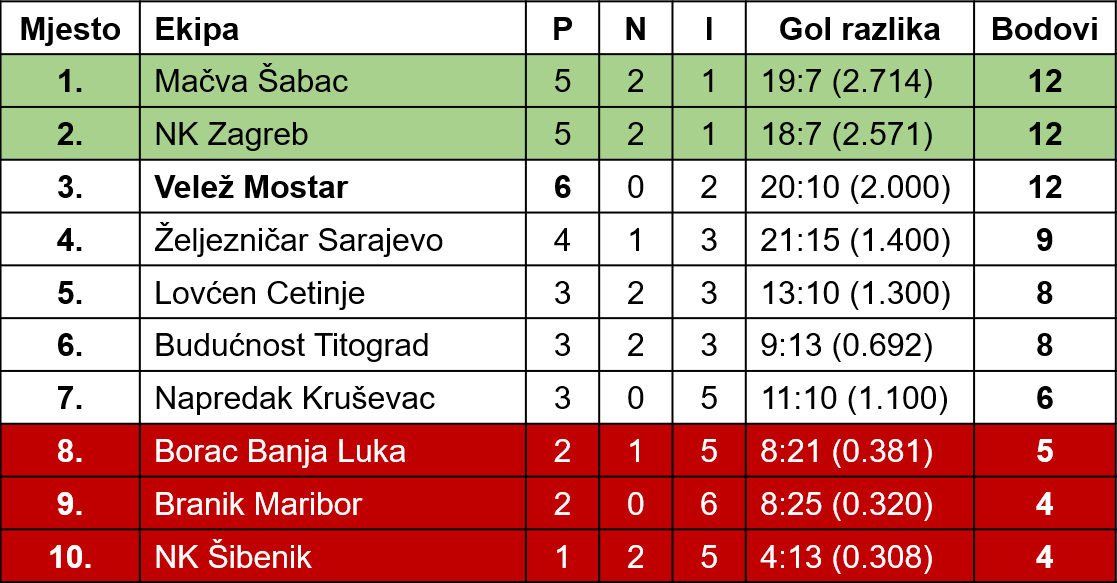 Mjesto Ekipa P N I Gol razlika Bodovi
1. Mačva Šabac 5 2 1 19:7 (2.714) 12
2. NK Zagreb 5 2 1 18:7 (2.571) 12
3. Velež Mostar 6 0 2 20:10 (2.000) 12
4. Željezničar Sarajevo 4 1 3 21:15 (1.400) 9
5. Lovćen Cetinje 3 2 3 13:10 (1.300) 8
6. Budućnost Titograd 3 2 3 9:13 (0.692) 8
7. Napredak Kruševac 3 0 5 11:10 (1.100) 6
8. Borac Banja Luka 2 1 5 8:21 (0.381) 5
9. Branik Maribor 2 0 6 8:25 (0.320) 4
10. NK Šibenik 1 2 5 4:13 (0.308) 4